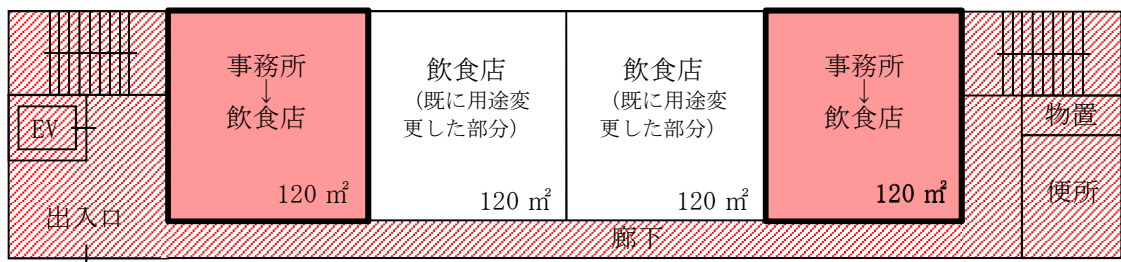 事務所
↓
飲食店
120 ㎡
飲食店
(既に用途変
更した部分)
120 ㎡
飲食店
(既に用途変
更した部分)
120 ㎡
事務所
↓
飲食店
120 ㎡
EV
出入口
廊下
物置
便所